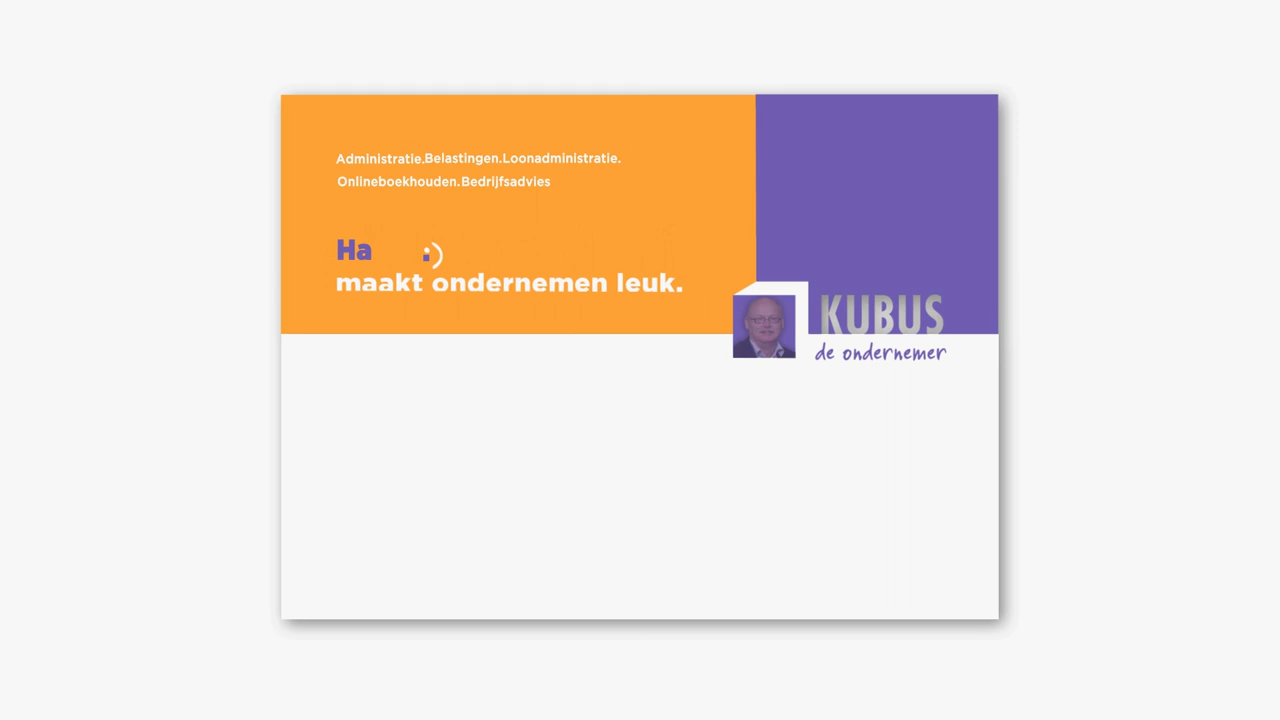 Administratie.Belastingen.Loonadministratie.
Onlineboekhouden.Bedrijfsadvies
Ha :)
maakt ondernemen leuk.
KUBUS
de ondernemer